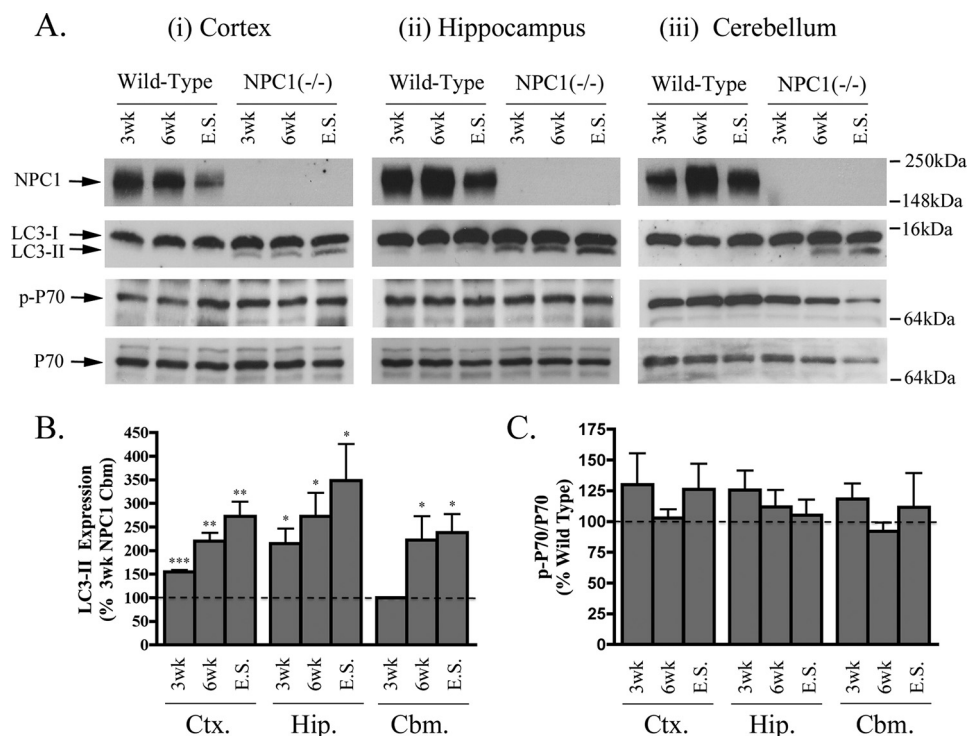 A.
(i) Cortex
(ii) Hippocampus
(iii) Cerebellum
Wild-Type NPC1(-/-)
Wild-Type NPC1(-/-)
Wild-Type NPC1(-/-)
3wk 6wk E.S. 3wk 6wk E.S.
3wk 6wk E.S. 3wk 6wk E.S.
3wk 6wk E.S. 3wk 6wk E.S.
NPC1
250kDa
148kDa
LC3-I
LC3-II
16kDa
p-P70
64kDa
P70
64kDa
B.
LC3-II Expression
(% 3wk NPC1 Cbm)
450
400
350
300
250
200
150
100
50
0
*** ** ** * * * * *
3wk 6wk E.S. 3wk 6wk E.S. 3wk 6wk E.S.
Ctx. Hip. Cbm.
C.
p-P70/P70
(% Wild Type)
175
150
125
100
75
50
25
0
3wk 6wk E.S. 3wk 6wk E.S. 3wk 6wk E.S.
Ctx. Hip. Cbm.